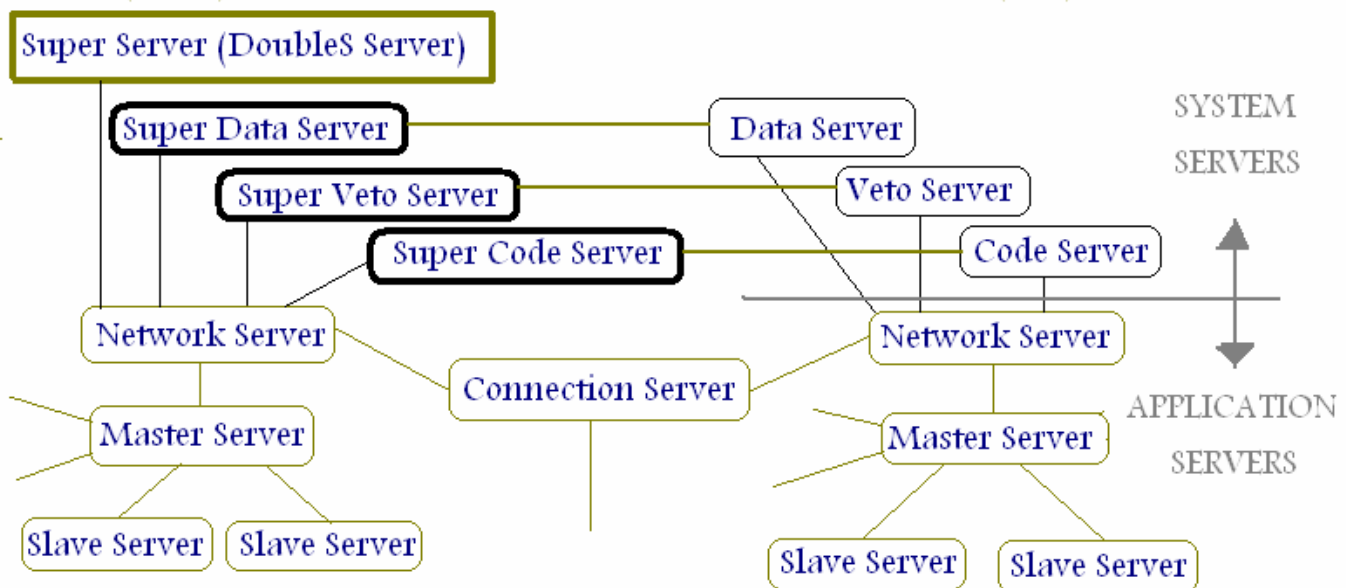 Super Server (DoubleS Server)
Super Data Server
Data Server
SYSTEM
SERVERS
Super Veto Server
Veto Server
Super Code Server
Code Server
Network Server
Network Server
Connection Server
Master Server
Master Server
APPLICATION
SERVERS
Slave Server
Slave Server
Slave Server
Slave Server